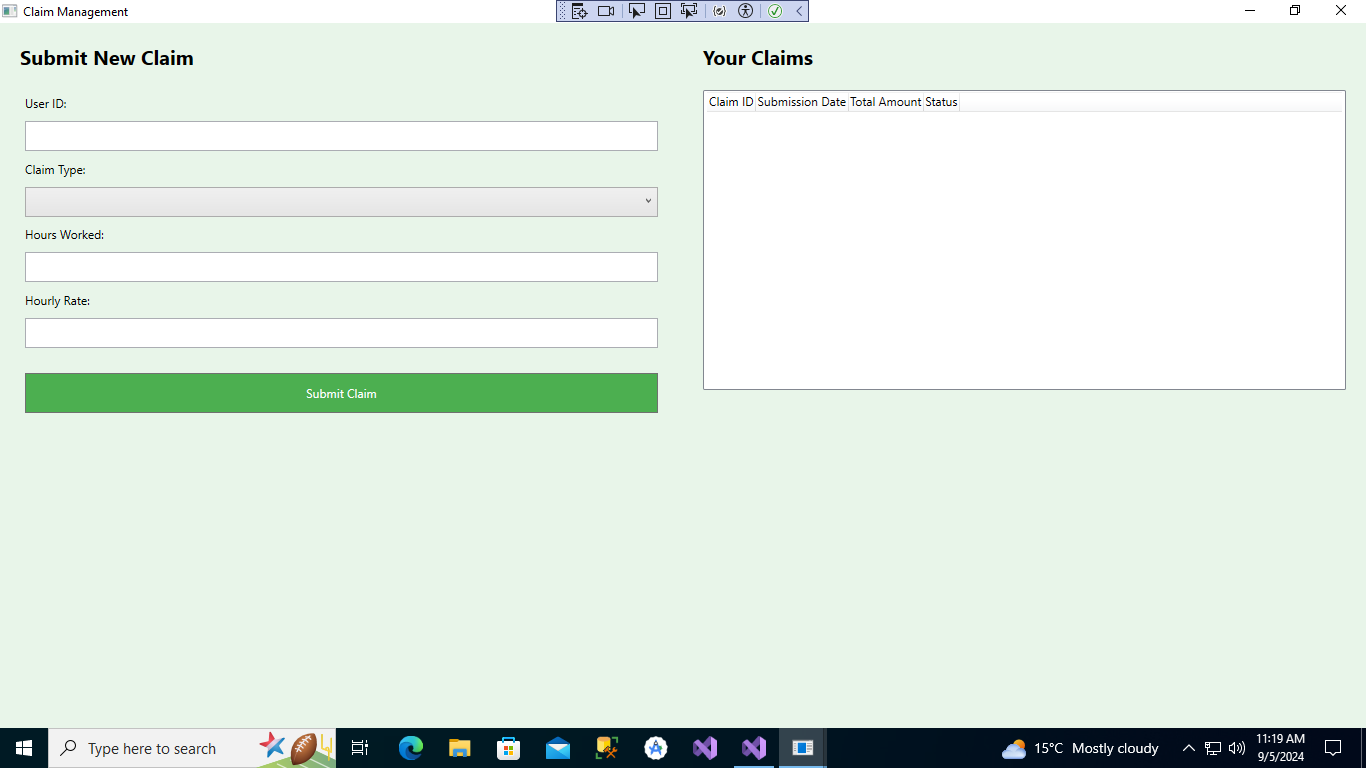 Claim Management
Submit New Claim
User ID:
Claim Type:
Hours Worked:
Hourly Rate:
Submit Claim
Your Claims
Claim ID Submission Date Total Amount Status
Type here to search
15°C Mostly cloudy
11:19 AM
9/5/2024